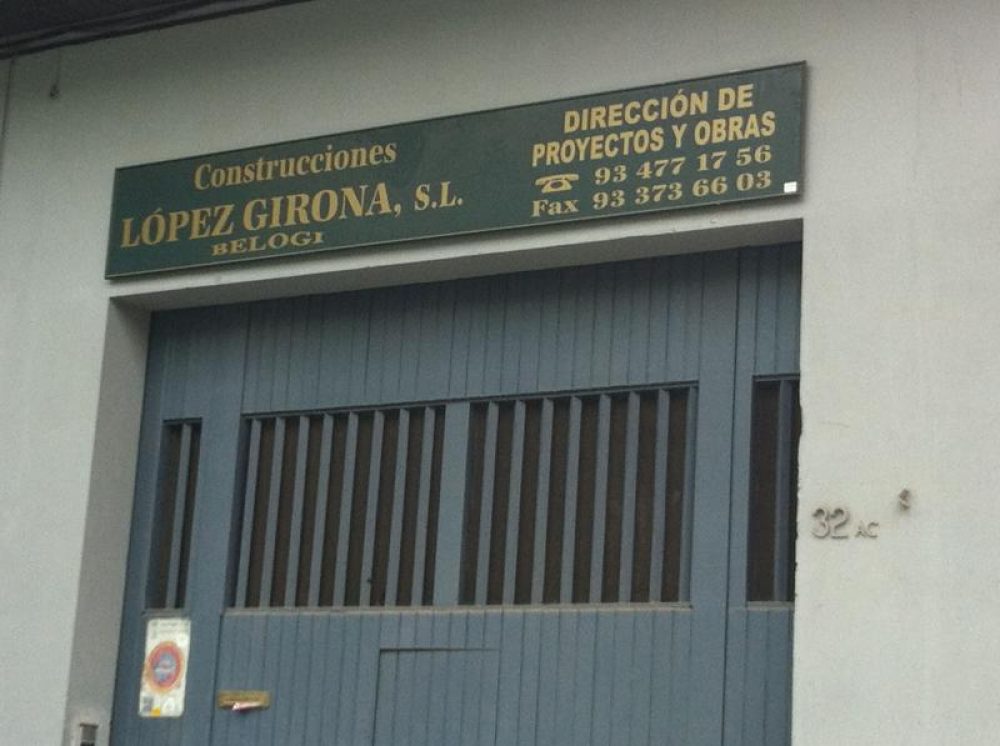 Construcciones
LÓPEZ GIRONA, S.L.
BELOGI
DIRECCIÓN DE
PROYECTOS Y OBRAS
☎ 93 477 17 56
Fax 93 373 66 03
32 AC